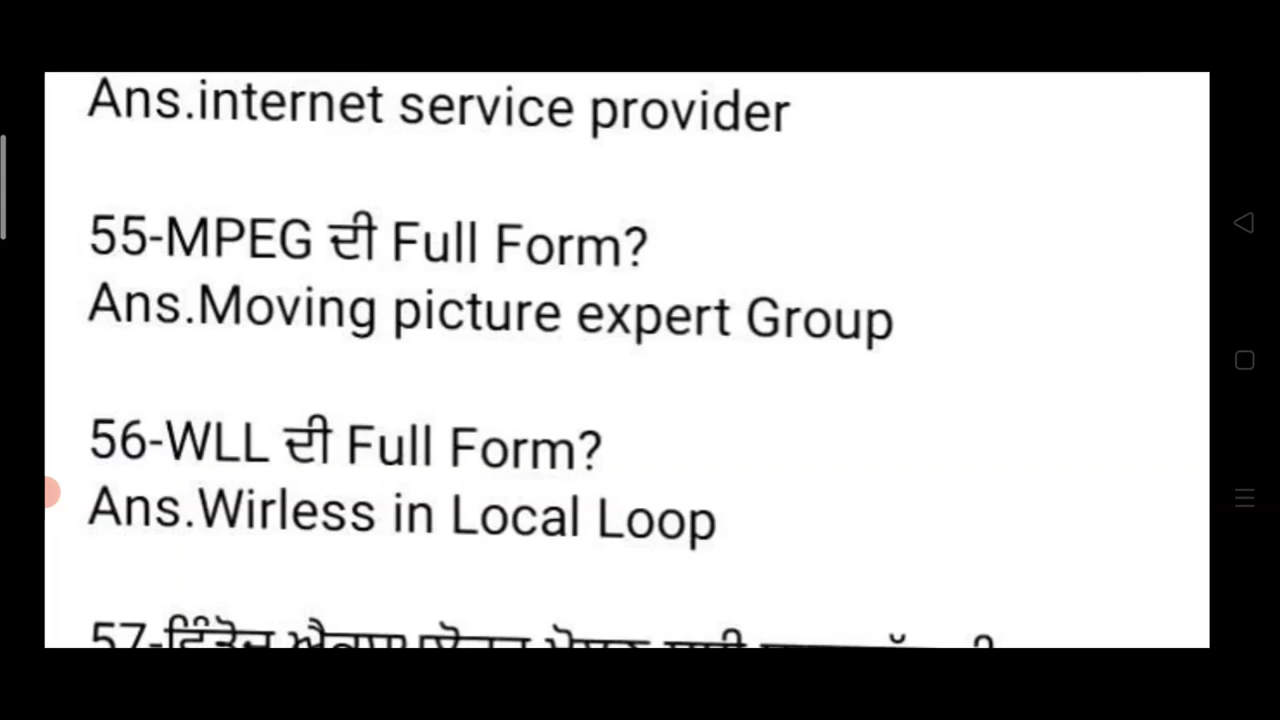 Ans.internet service provider
55-MPEG ਦੀ Full Form?
Ans.Moving picture expert Group
56-WLL ਦੀ Full Form?
Ans.Wirless in Local Loop
57-